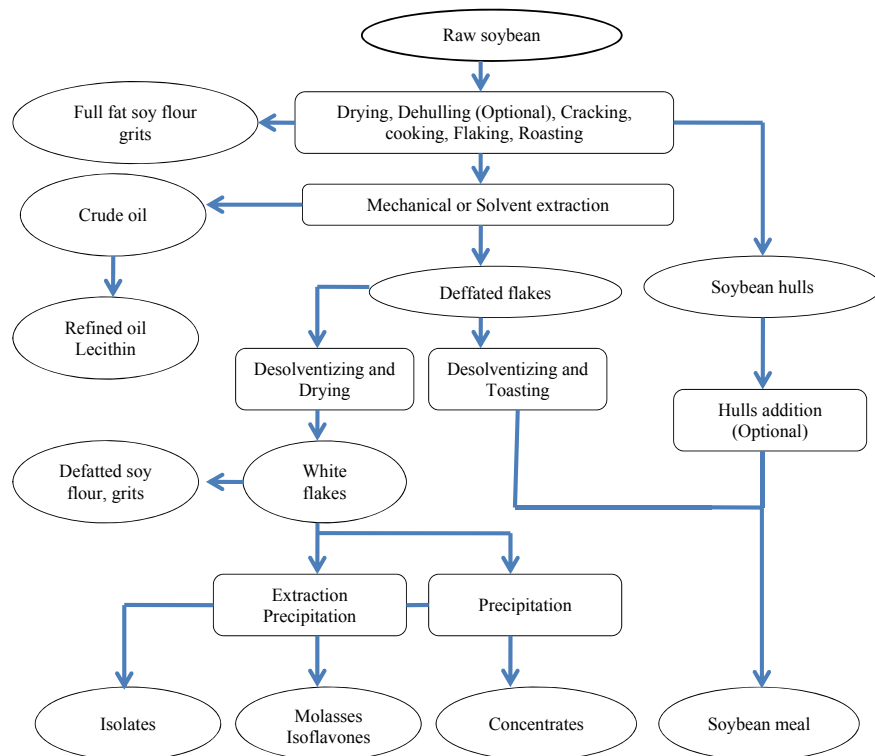 Raw soybean
Full fat soy flour
grits
Drying, Dehulling (Optional), Cracking,
cooking, Flaking, Roasting
Crude oil
Mechanical or Solvent extraction
Deffated flakes
Soybean hulls
Refined oil
Lecithin
Desolventizing and
Drying
Desolventizing and
Toasting
Hulls addition
(Optional)
Defatted soy
flour, grits
White
flakes
Extraction
Precipitation
Precipitation
Isolates
Molasses
Isoflavones
Concentrates
Soybean meal